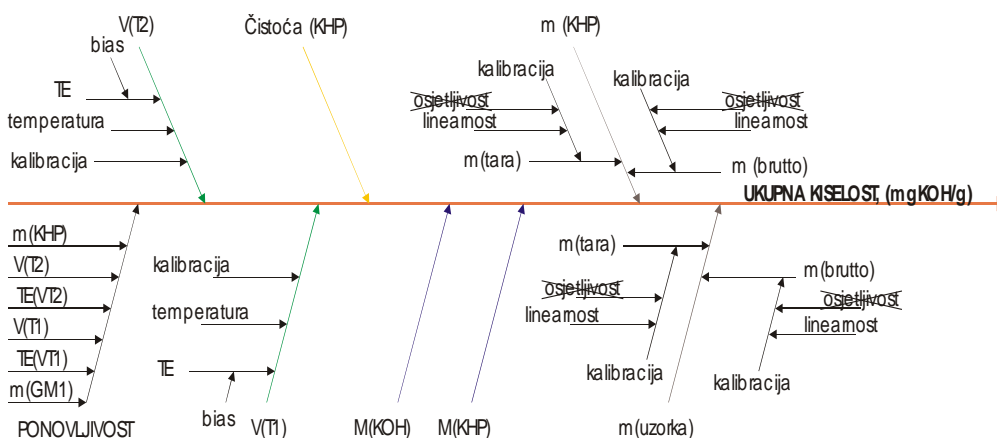 V(T2)
Čistoća (KHP)
m (KHP)
bias
kalibracija
kalibracija
TE
osjetljivost
osjetljivost
temperatura
linearnost
linearnost
kalibracija
m(tara)
m (brutto)
UKUPNA KISELOST, (mgKOH/g)
m(KHP)
m(tara)
V(T2)
kalibracija
m(brutto)
TE(VT2)
osjetljivost
osjetljivost
temperatura
linearnost
linearnost
V(T1)
TE(VT1)
TE
kalibracija
kalibracija
m(GM1)
bias
PONOVLJIVOST
V(T1)
M(KOH)
M(KHP)
m(uzorka)